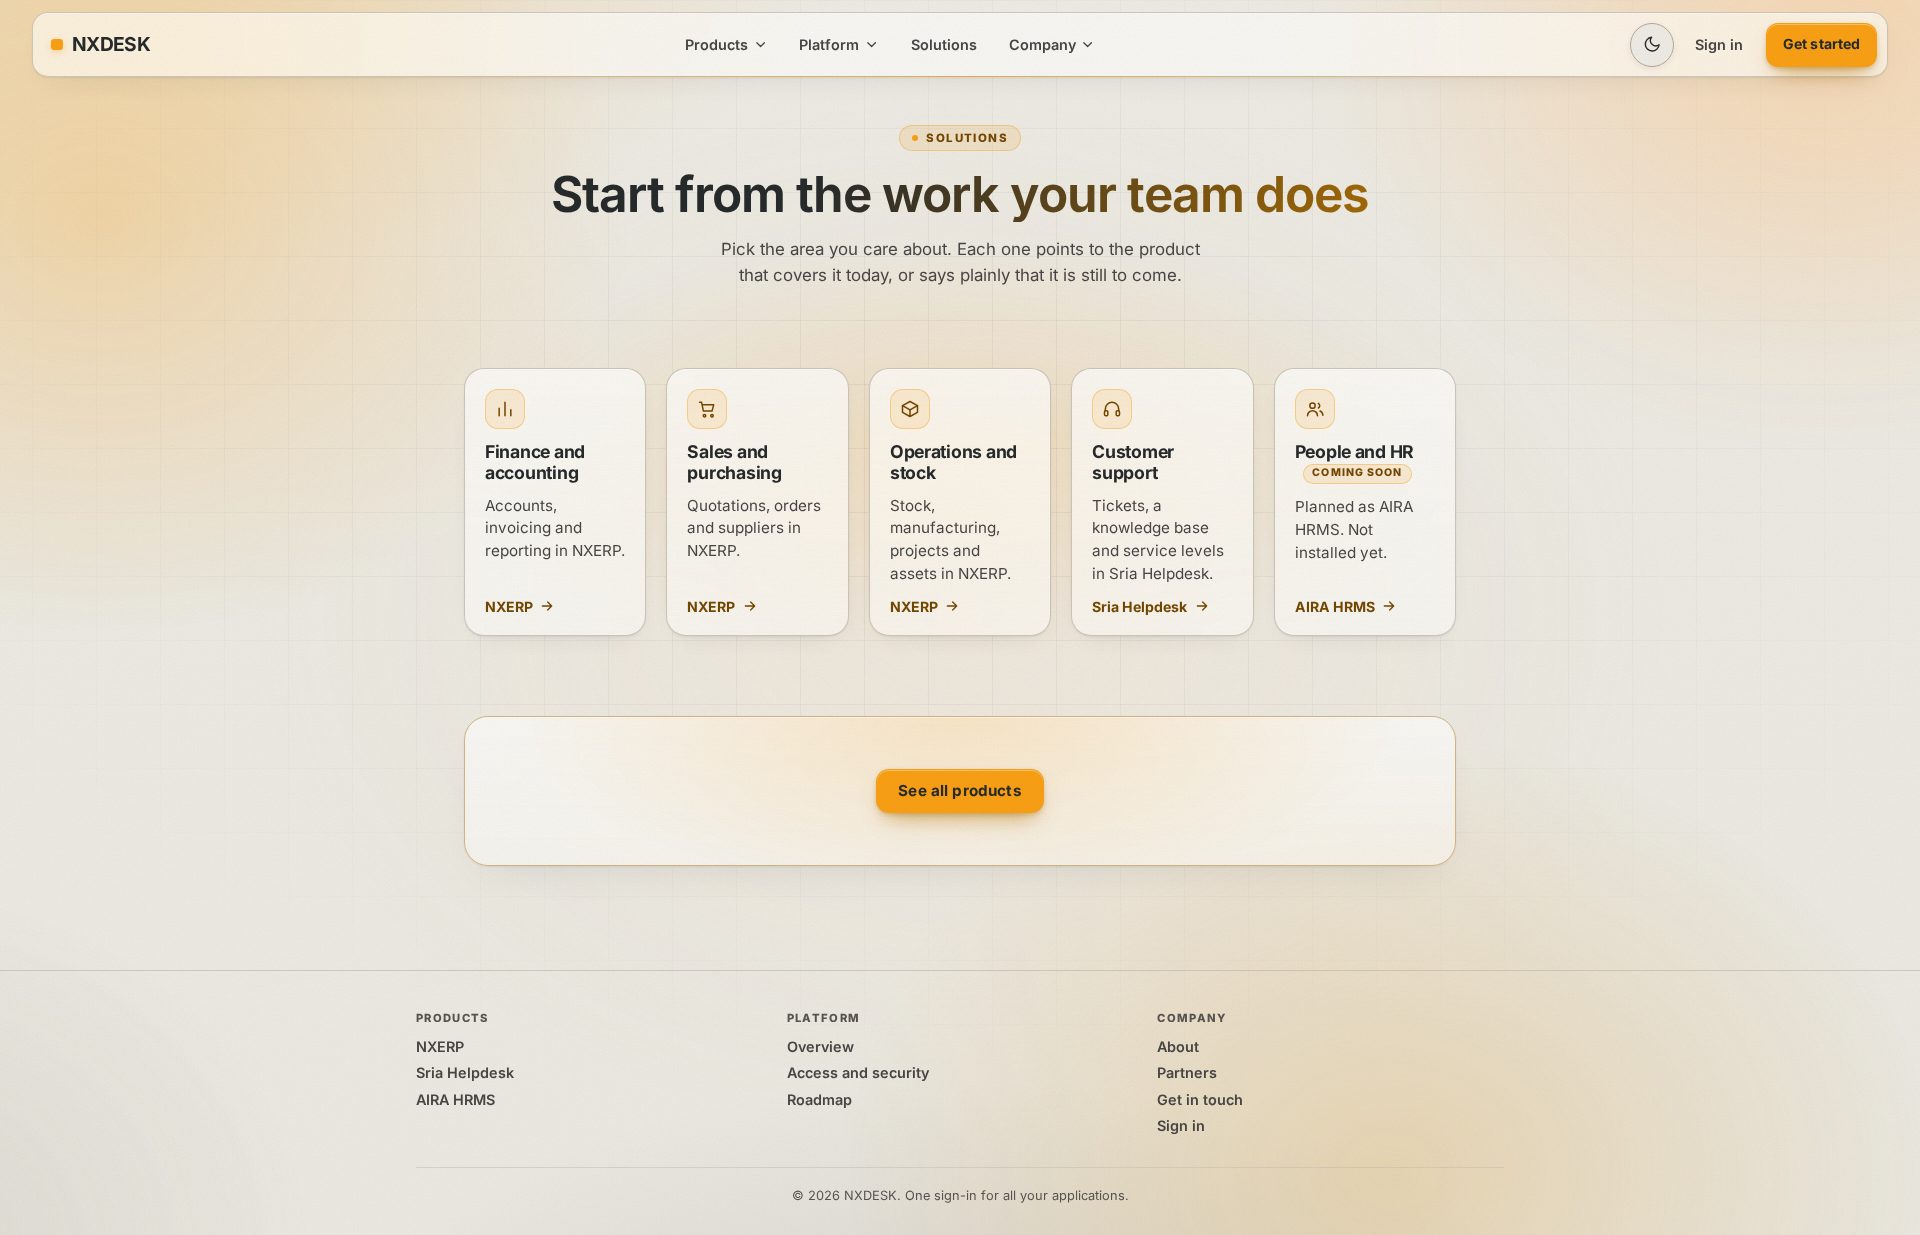 NXDESK
Products
Platform
Solutions
Company
Sign in
Get started
SOLUTIONS
Start from the work your team does
Pick the area you care about. Each one points to the product
that covers it today, or says plainly that it is still to come.
Finance and
accounting
Accounts,
invoicing and
reporting in NXERP.
NXERP →
Sales and
purchasing
Quotations, orders
and suppliers in
NXERP.
NXERP →
Operations and
stock
Stock,
manufacturing,
projects and
assets in NXERP.
NXERP →
Customer
support
Tickets, a
knowledge base
and service levels
in Sria Helpdesk.
Sria Helpdesk →
People and HR
COMING SOON
Planned as AIRA
HRMS. Not
installed yet.
AIRA HRMS →
See all products
PRODUCTS
NXERP
Sria Helpdesk
AIRA HRMS
PLATFORM
Overview
Access and security
Roadmap
COMPANY
About
Partners
Get in touch
Sign in
© 2026 NXDESK. One sign-in for all your applications.